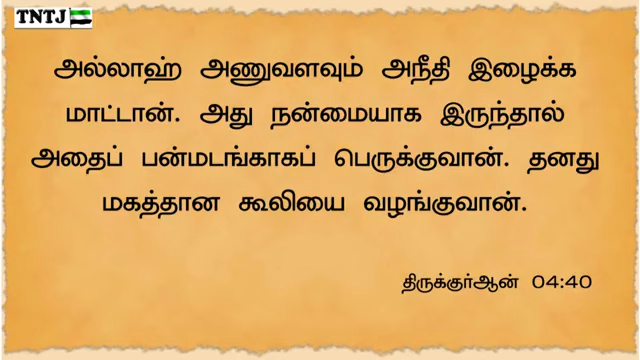 TNTJ
அல்லாஹ் அணுவளவும் அநீதி இழைக்க
மாட்டான். அது நன்மையாக இருந்தால்
அதைப் பன்மடங்காகப் பெருக்குவான். தனது
மகத்தான கூலியை வழங்குவான்.
திருக்குர்ஆன் 04:40